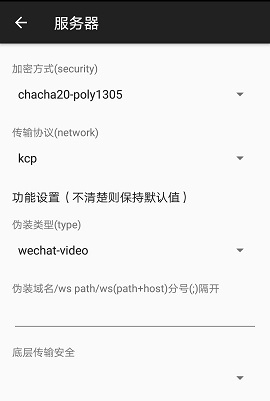 服务器
加密方式(security)
chacha20-poly1305
传输协议(network)
kcp
功能设置（不清楚则保持默认值）
伪装类型(type)
wechat-video
伪装域名/ws path/ws(path+host)分号(;)隔开
底层传输安全